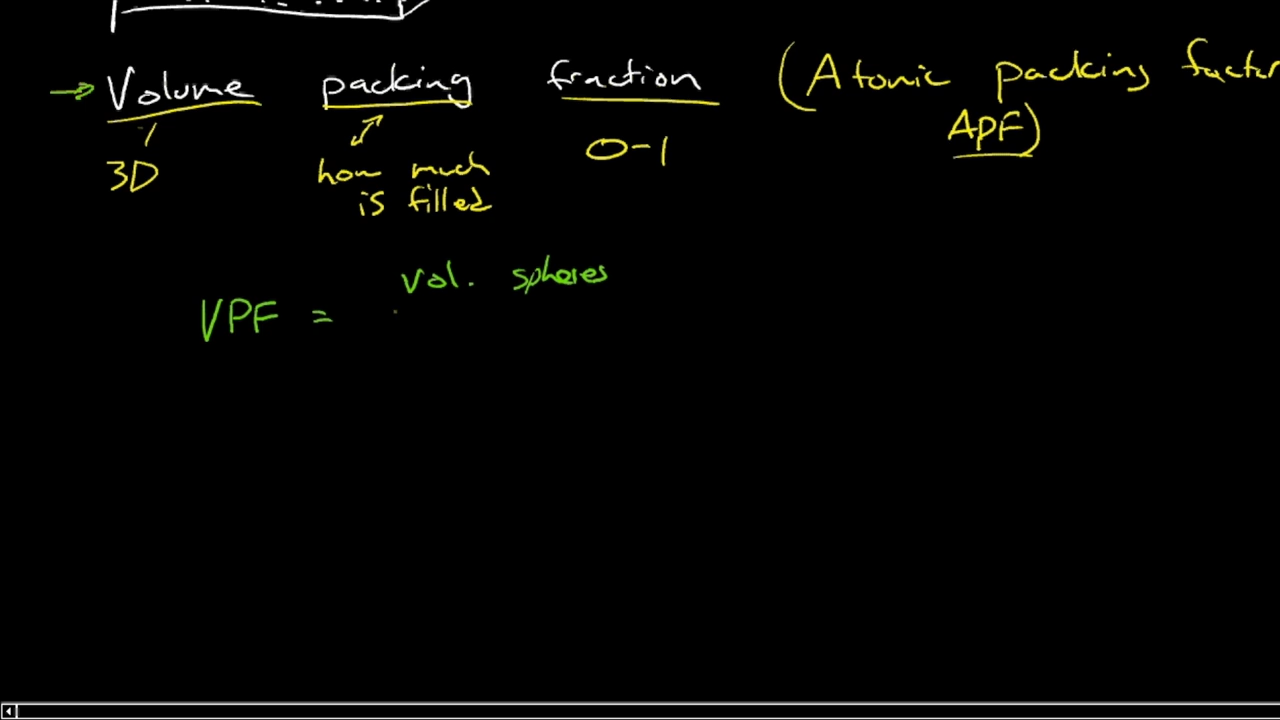 → Volume packing fraction (Atomic packing factor
APF)
3D how much is filled 0-1
VPF = vol. spheres